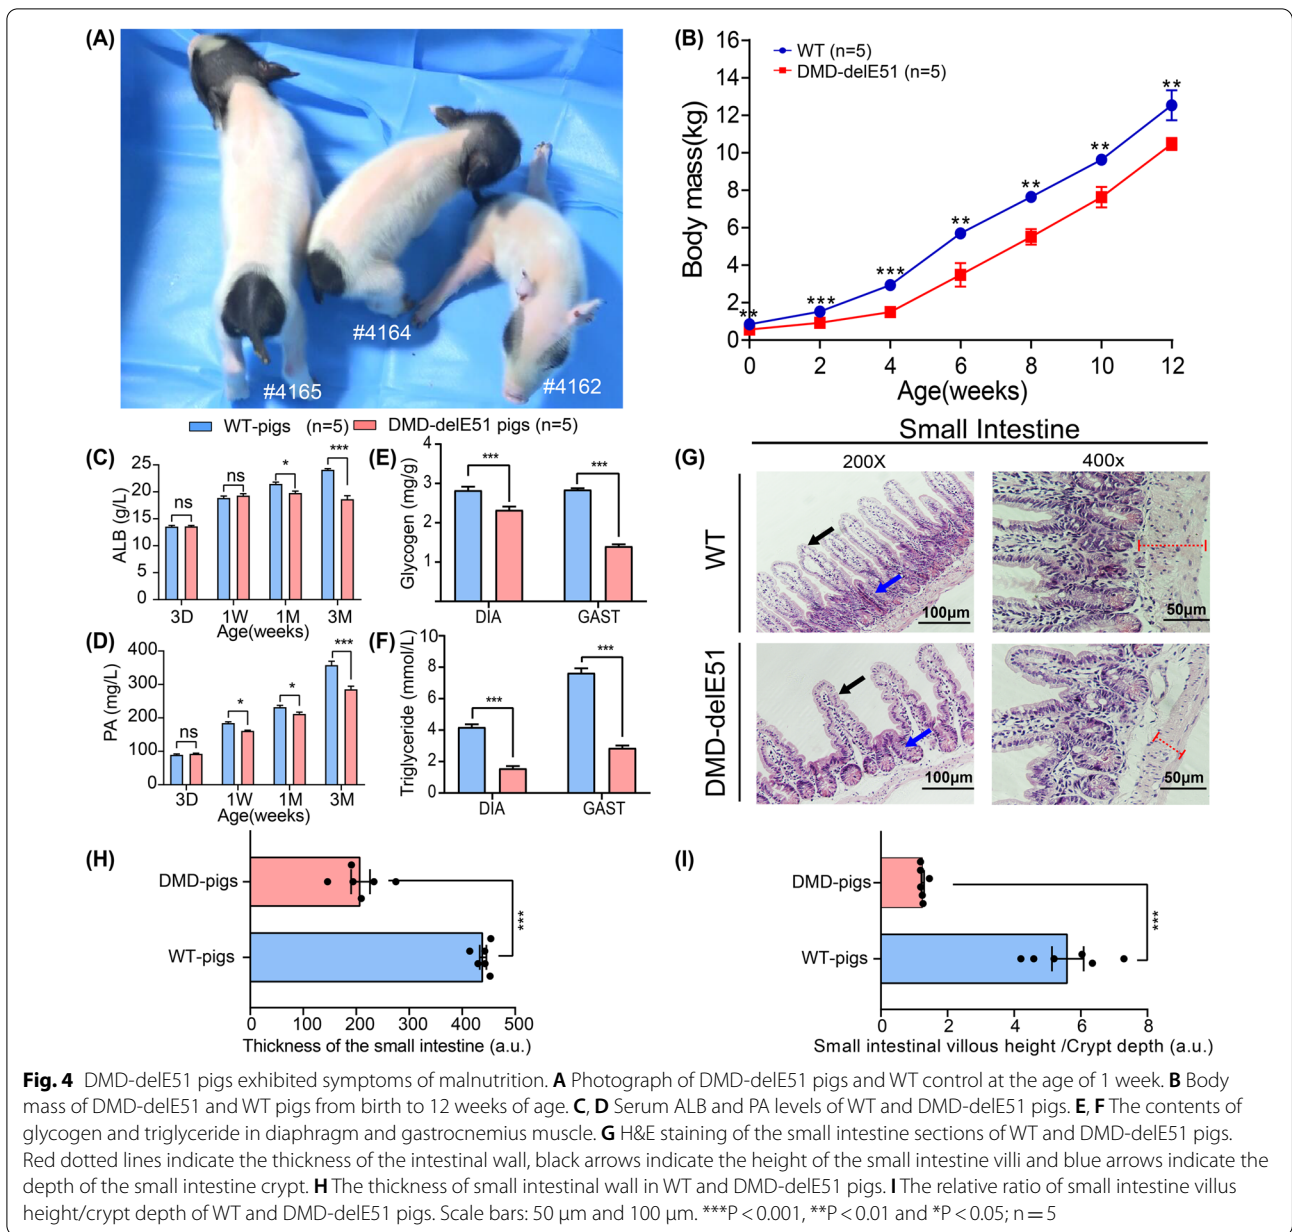 (A)
#4165
#4164
#4162
(B)
16
14
12
10
8
6
4
2
0
Body mass(kg)
WT (n=5)
DMD-delE51 (n=5)
**
***
***
**
**
**
**
0 2 4 6 8 10 12
Age(weeks)
WT-pigs (n=5) DMD-delE51 pigs (n=5)
(C)
ALB (g/L)
25
20
15
10
5
0
ns
ns
*
***
3D 1W 1M 3M
Age(weeks)
(E)
Glycogen (mg/g)
4
3
2
1
***
***
DIA GAST
(D)
PA (mg/L)
400
300
200
100
0
ns
*
*
***
3D 1W 1M 3M
Age(weeks)
(F)
Triglyceride (mmol/L)
10
8
6
4
2
0
***
***
DIA GAST
Small Intestine
(G)
200X 400x
WT
100µm
50µm
DMD-delE51
100µm
50µm
(H)
DMD-pigs
WT-pigs
***
0 100 200 300 400 500
Thickness of the small intestine (a.u.)
(I)
DMD-pigs
WT-pigs
***
0 2 4 6 8
Small intestinal villous height /Crypt depth (a.u.)
Fig. 4 DMD-delE51 pigs exhibited symptoms of malnutrition. A Photograph of DMD-delE51 pigs and WT control at the age of 1 week. B Body
mass of DMD-delE51 and WT pigs from birth to 12 weeks of age. C, D Serum ALB and PA levels of WT and DMD-delE51 pigs. E, F The contents of
glycogen and triglyceride in diaphragm and gastrocnemius muscle. G H&E staining of the small intestine sections of WT and DMD-delE51 pigs.
Red dotted lines indicate the thickness of the intestinal wall, black arrows indicate the height of the small intestine villi and blue arrows indicate the
depth of the small intestine crypt. H The thickness of small intestinal wall in WT and DMD-delE51 pigs. I The relative ratio of small intestine villus
height/crypt depth of WT and DMD-delE51 pigs. Scale bars: 50 µm and 100 µm. ***P < 0.001, **P < 0.01 and *P < 0.05; n = 5